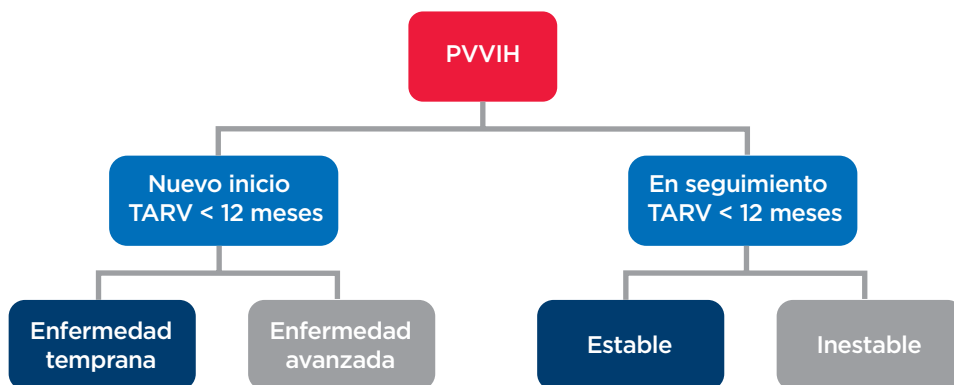 PVVIH
Nuevo inicio
TARV < 12 meses
En seguimiento
TARV < 12 meses
Enfermedad
temprana
Enfermedad
avanzada
Estable
Inestable